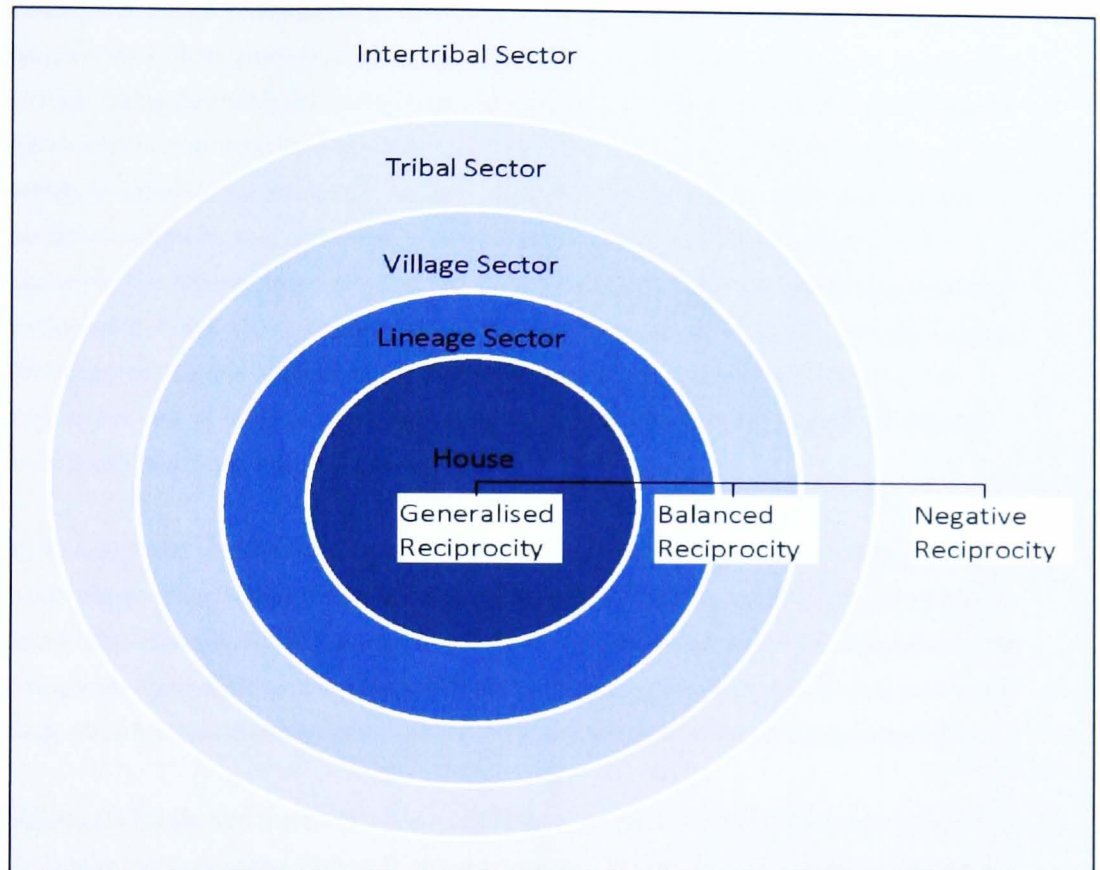 Intertribal Sector
Tribal Sector
Village Sector
Lineage Sector
House
Generalised
Reciprocity
Balanced
Reciprocity
Negative
Reciprocity